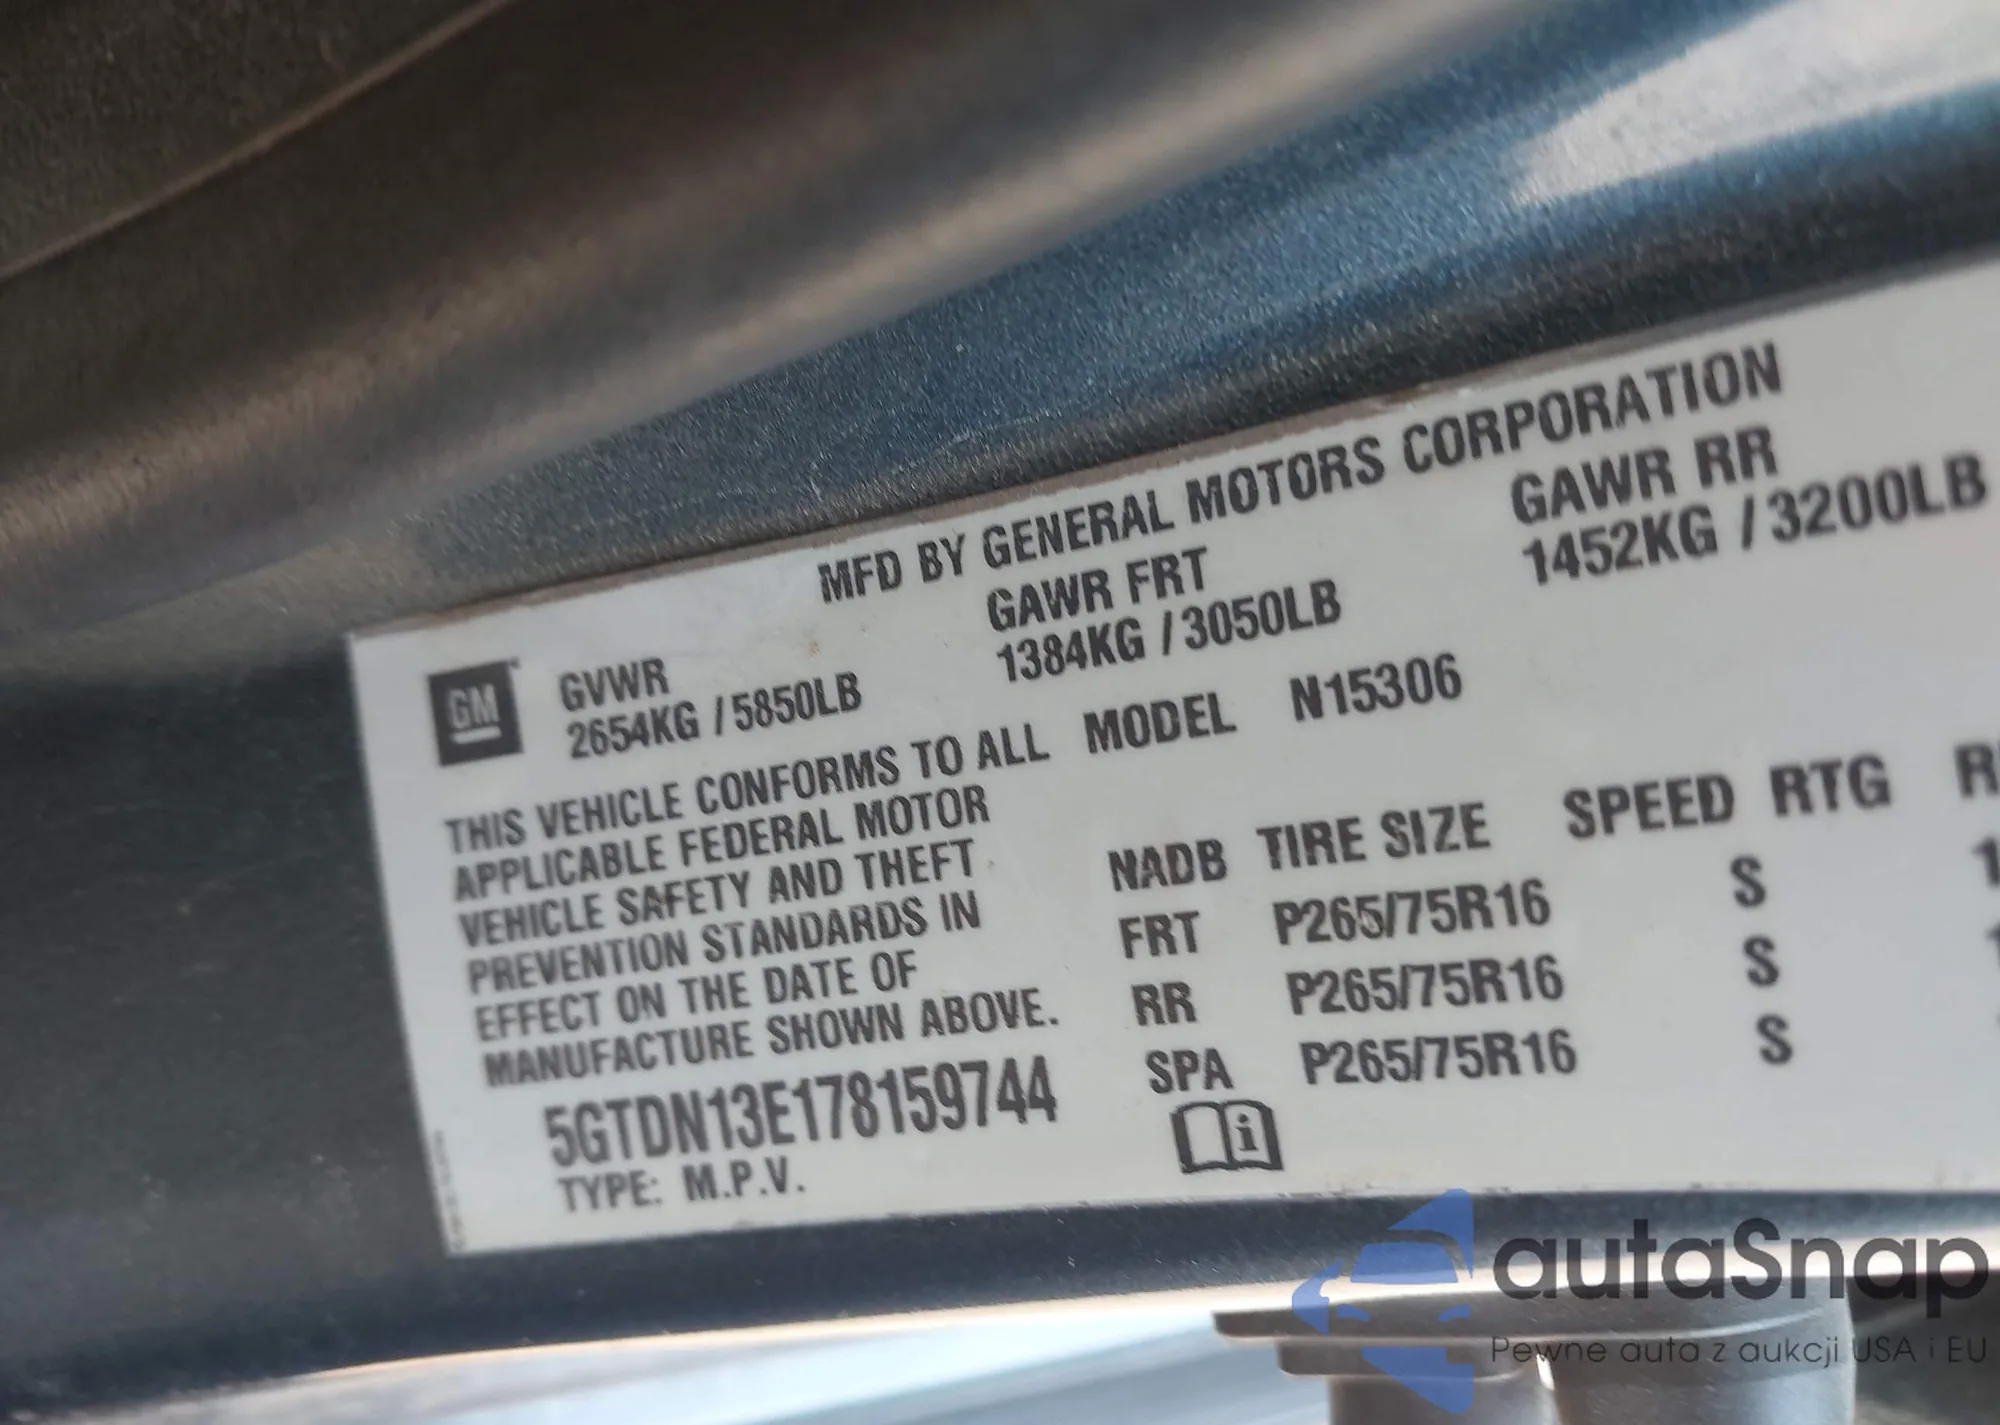 MFD BY GENERAL MOTORS CORPORATION
GM
GVWR GAWR FRT GAWR RR
2654KG / 5850LB 1384KG / 3050LB 1452KG / 3200LB
THIS VEHICLE CONFORMS TO ALL
APPLICABLE FEDERAL MOTOR
VEHICLE SAFETY AND THEFT
PREVENTION STANDARDS IN
EFFECT ON THE DATE OF
MANUFACTURE SHOWN ABOVE.
5GTDN13E178159744
TYPE: M.P.V.
MODEL N15306
NADB TIRE SIZE SPEED RTG
FRT P265/75R16 S
RR P265/75R16 S
SPA P265/75R16 S
i
autaSnap
Pewne auta z aukcji USA i EU